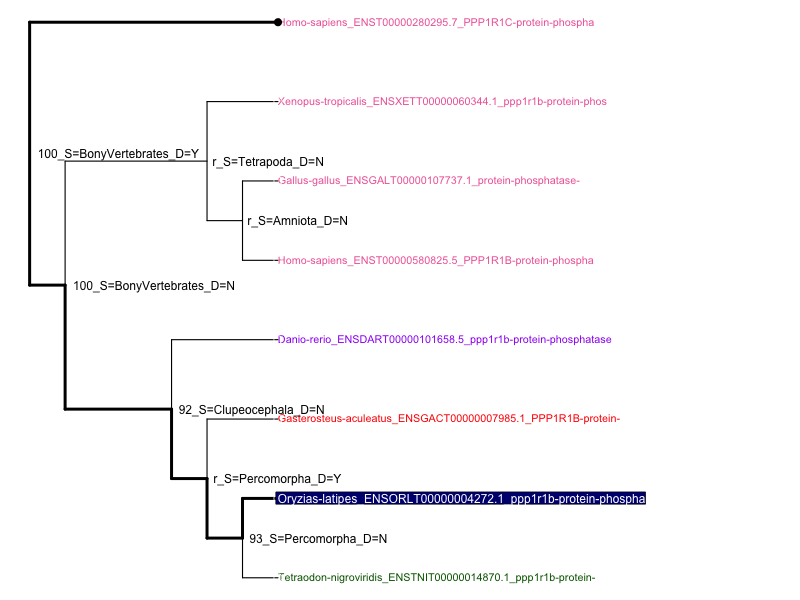 Homo-sapiens_ENST00000280295.7_PPP1R1C-protein-phospha
Xenopus-tropicalis_ENSXETT00000060344.1_ppp1r1b-protein-phos
100_S=BonyVertebrates_D=Y
r_S=Tetrapoda_D=N
Gallus-gallus_ENSGALT00000107737.1_protein-phosphatase-
r_S=Amniota_D=N
Homo-sapiens_ENST00000580825.5_PPP1R1B-protein-phospha
100_S=BonyVertebrates_D=N
Danio-rerio_ENSDART00000101658.5_ppp1r1b-protein-phosphatase
92_S=Clupeocephala_D=N
Gasterosteus-aculeatus_ENSGACT00000007985.1_PPP1R1B-protein-
r_S=Percomorpha_D=Y
Oryzias-latipes_ENSORLT00000004272.1_ppp1r1b-protein-phospha
93_S=Percomorpha_D=N
Tetraodon-nigroviridis_ENSTNIT00000014870.1_ppp1r1b-protein-